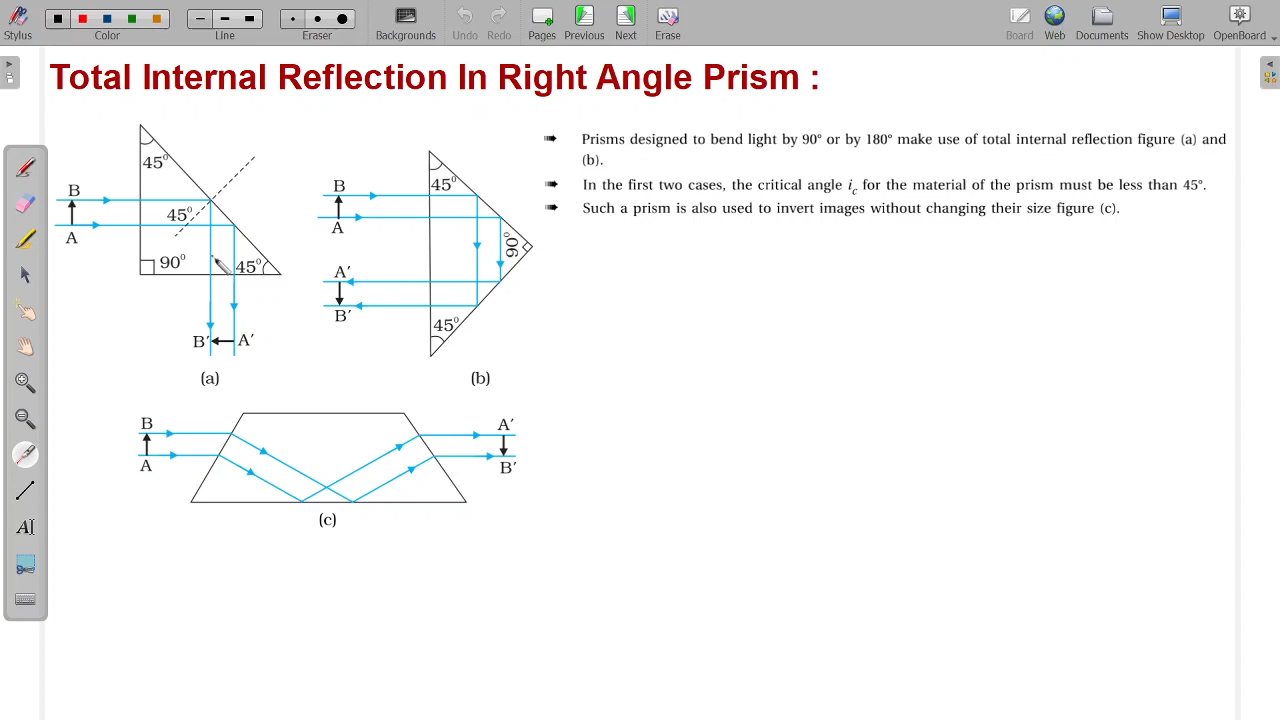 Stylus
Color
Line
Eraser
Backgrounds
Undo
Redo
Pages
Previous
Next
Erase
Board
Web
Documents
Show Desktop
OpenBoard
Total Internal Reflection In Right Angle Prism :
Prisms designed to bend light by 90° or by 180° make use of total internal reflection figure (a) and
(b).
In the first two cases, the critical angle ic for the material of the prism must be less than 45°.
Such a prism is also used to invert images without changing their size figure (c).
45°
B
45°
A
90°
45°
B′
A′
(a)
45°
B
A
90°
A′
B′
45°
(b)
B
A
A′
B′
(c)
AI